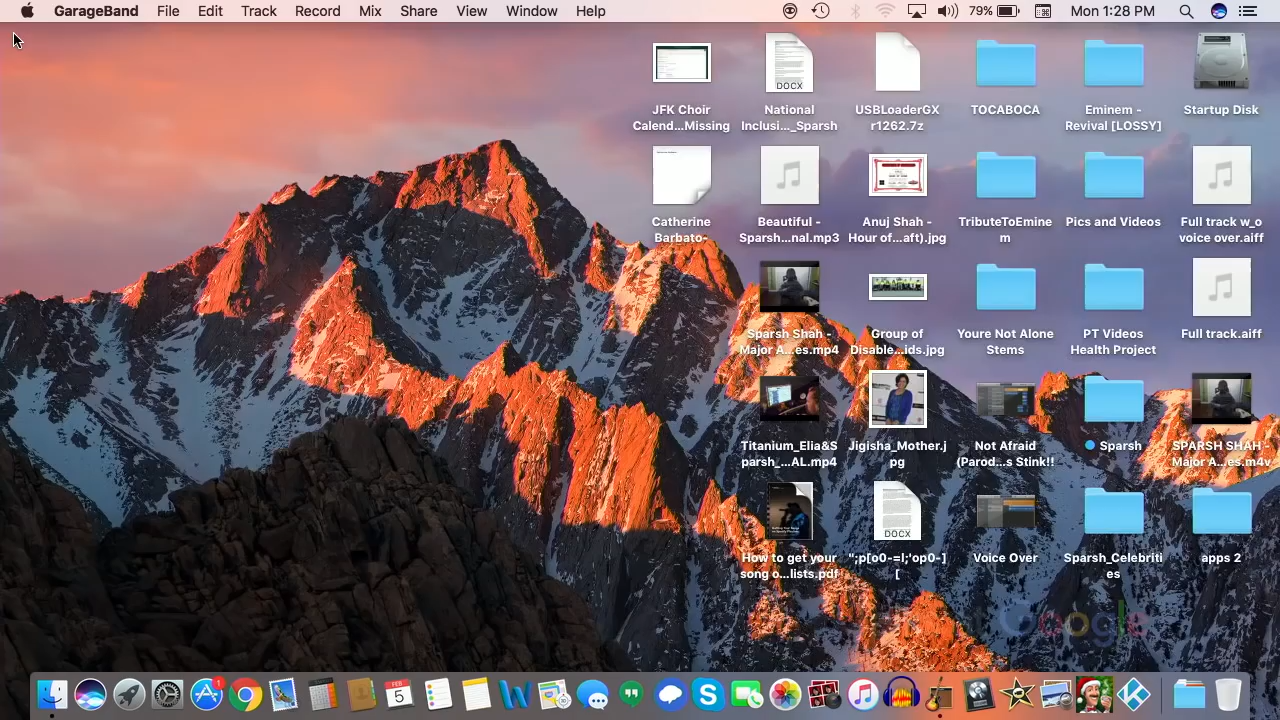 GarageBand File Edit Track Record Mix Share View Window Help 79% Mon 1:28 PM
JFK Choir
Calend...Missing
DOCX
National
Inclusi..._Sparsh
USBLoaderGX
r1262.7z
TOCABOCA
Eminem -
Revival [LOSSY]
Startup Disk
Catherine
Barbato-
Beautiful -
Sparsh...nal.mp3
Anuj Shah -
Hour of...aft).jpg
TributeToEmine
m
Pics and Videos
Full track w_o
voice over.aiff
Sparsh Shah -
Major A...es.mp4
Group of
Disable...ids.jpg
Youre Not Alone
Stems
PT Videos
Health Project
Full track.aiff
Titanium_Elia&S
parsh_...AL.mp4
Jigisha_Mother.j
pg
Not Afraid
(Parod...s Stink!!
Sparsh
SPARSH SHAH -
Major A...es.m4v
How to get your
song o...lists.pdf
DOCX
";p[o0-=l;'op0-]
[
Voice Over
Sparsh_Celebriti
es
apps 2
Google
1
FEB
5